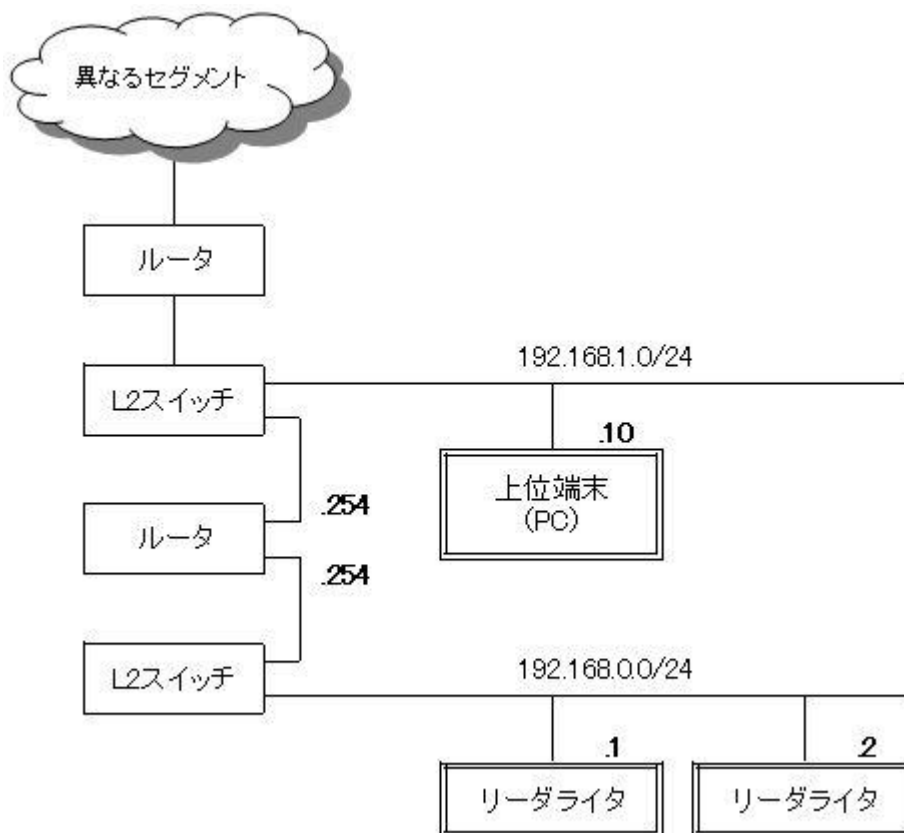 異なるセグメント
ルータ
192.168.1.0/24
L2スイッチ
.10
上位端末
(PC)
.254
ルータ
.254
L2スイッチ
192.168.0.0/24
.1
.2
リーダライタ
リーダライタ